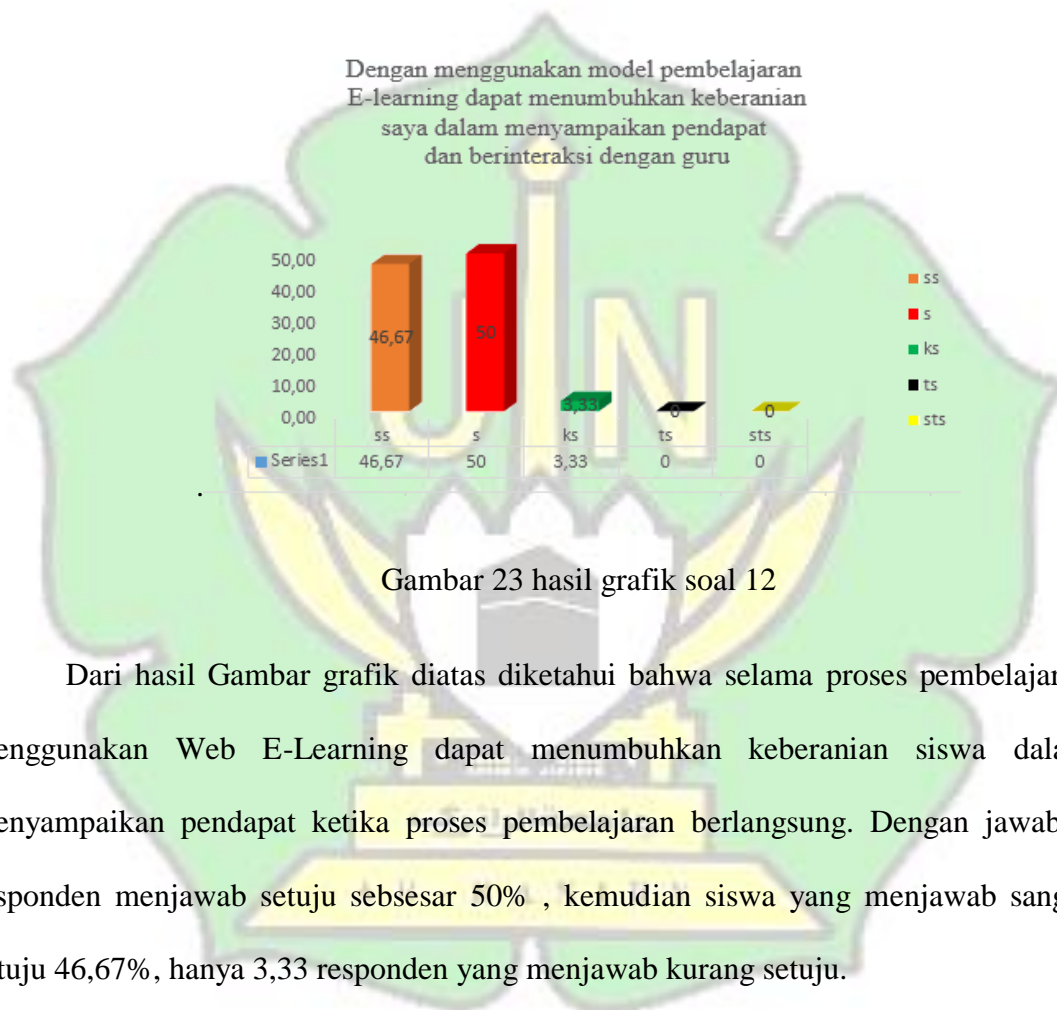 Dengan menggunakan model pembelajaran
E-learning dapat menumbuhkan keberanian
saya dalam menyampaikan pendapat
dan berinteraksi dengan guru
50,00
40,00
30,00
20,00
10,00
0,00
46,67
50
3,33
0
0
ss
s
ks
ts
sts
ss s ks ts sts
Series1 46,67 50 3,33 0 0
.
UIN
Gambar 23 hasil grafik soal 12
Dari hasil Gambar grafik diatas diketahui bahwa selama proses pembelajar
enggunakan Web E-Learning dapat menumbuhkan keberanian siswa dala
enyampaikan pendapat ketika proses pembelajaran berlangsung. Dengan jawab
sponden menjawab setuju sebsesar 50% , kemudian siswa yang menjawab sang
tuju 46,67%, hanya 3,33 responden yang menjawab kurang setuju.